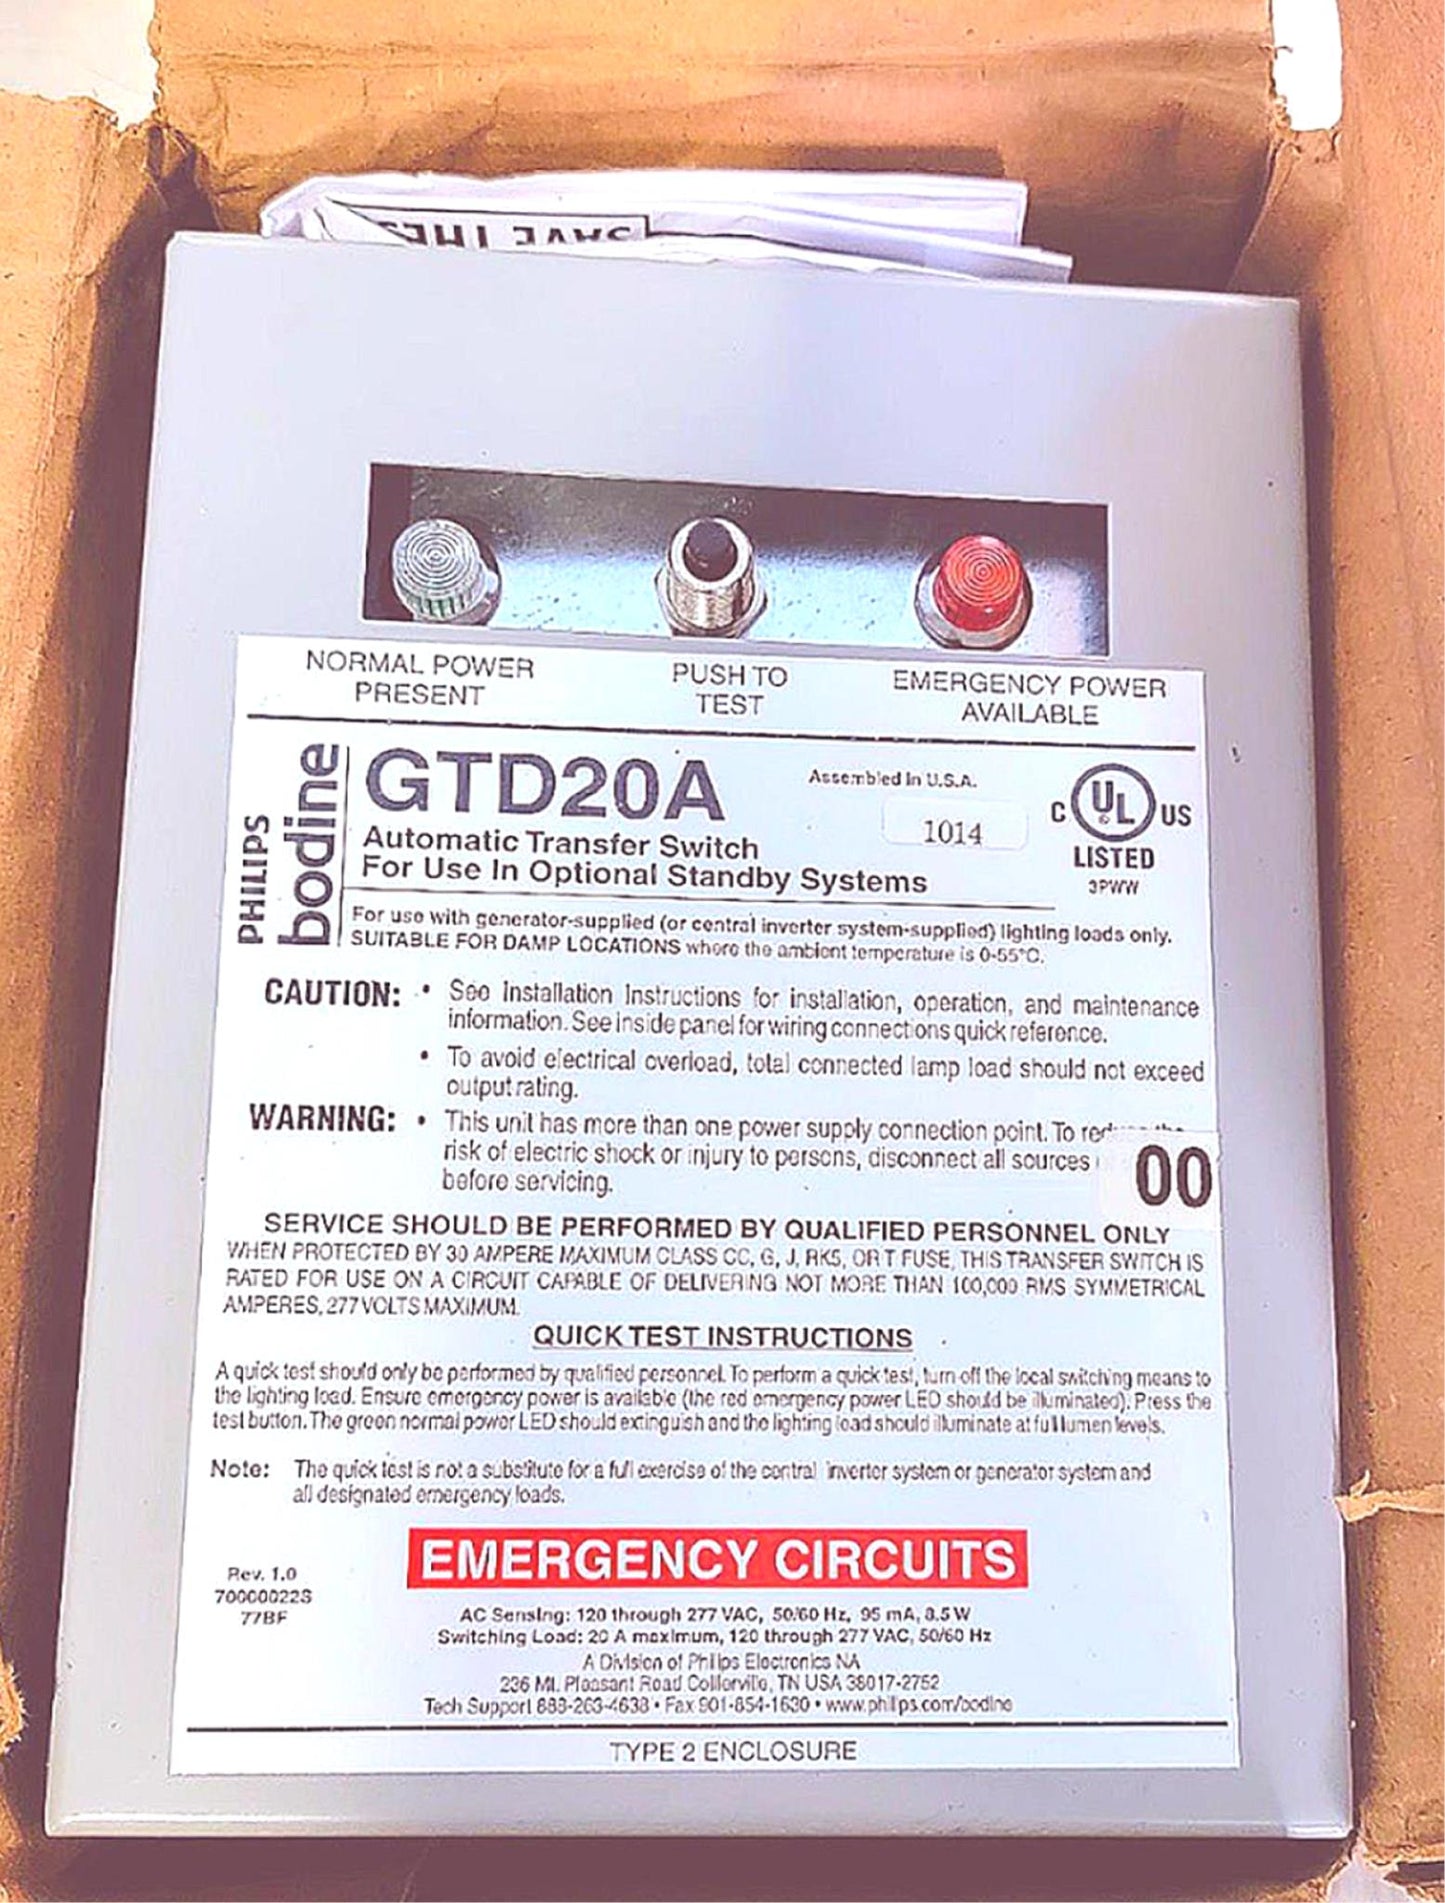 SAVE THE
NORMAL POWER
PRESENT
PUSH TO
TEST
EMERGENCY POWER
AVAILABLE
PHILIPS
bodine
GTD20A
Automatic Transfer Switch
For Use In Optional Standby Systems
Assembled In U.S.A.
1014
C UL US
LISTED
3PWW
For use with generator-supplied (or central inverter system-supplied) lighting loads only.
SUITABLE FOR DAMP LOCATIONS where the ambient temperature is 0-55°C.
CAUTION: • See Installation Instructions for installation, operation, and maintenance
information. See inside panel for wiring connections quick reference.
• To avoid electrical overload, total connected lamp load should not exceed
output rating.
WARNING: • This unit has more than one power supply connection point. To reduce the
risk of electric shock or injury to persons, disconnect all sources
before servicing.
00
SERVICE SHOULD BE PERFORMED BY QUALIFIED PERSONNEL ONLY
WHEN PROTECTED BY 30 AMPERE MAXIMUM CLASS CC, G, J, RK5, OR T FUSE, THIS TRANSFER SWITCH IS
RATED FOR USE ON A CIRCUIT CAPABLE OF DELIVERING NOT MORE THAN 100,000 RMS SYMMETRICAL
AMPERES, 277 VOLTS MAXIMUM.
QUICK TEST INSTRUCTIONS
A quick test should only be performed by qualified personnel. To perform a quick test, turn off the local switching means to
the lighting load. Ensure emergency power is available (the red emergency power LED should be illuminated). Press the
test button. The green normal power LED should extinguish and the lighting load should illuminate at full lumen levels.
Note: The quick test is not a substitute for a full exercise of the central inverter system or generator system and
all designated emergency loads.
EMERGENCY CIRCUITS
Rev. 1.0
70000022S
77BF
AC Sensing: 120 through 277 VAC, 50/60 Hz, 95 mA, 3.5 W
Switching Load: 20 A maximum, 120 through 277 VAC, 50/60 Hz
A Division of Philips Electronics NA
236 Mt. Pleasant Road Collierville, TN USA 38017-2752
Tech Support 888-263-4638 • Fax 901-854-1630 • www.philips.com/bodine
TYPE 2 ENCLOSURE